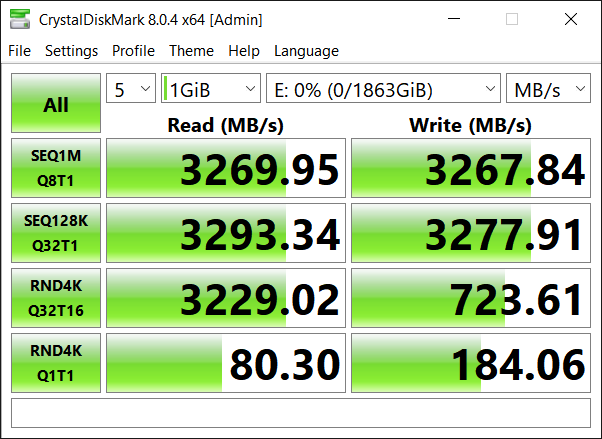 CrystalDiskMark 8.0.4 x64 [Admin]
File Settings Profile Theme Help Language
All 5 1GiB E: 0% (0/1863GiB) MB/s
Read (MB/s) Write (MB/s)
SEQ1M
Q8T1 3269.95 3267.84
SEQ128K
Q32T1 3293.34 3277.91
RND4K
Q32T16 3229.02 723.61
RND4K
Q1T1 80.30 184.06